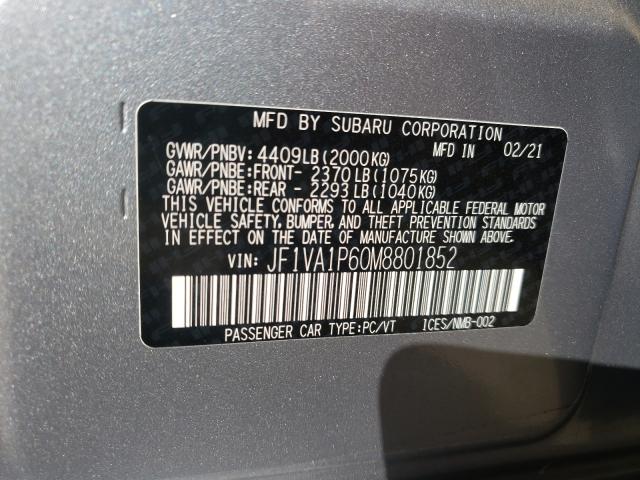 MFD BY SUBARU CORPORATION
GVWR/PNBV: 4409LB(2000KG) MFD IN 02/21
GAWR/PNBE:FRONT- 2370LB(1075KG)
GAWR/PNBE:REAR - 2293LB(1040KG)
THIS VEHICLE CONFORMS TO ALL APPLICABLE FEDERAL MOTOR
VEHICLE SAFETY, BUMPER, AND THEFT PREVENTION STANDARDS
IN EFFECT ON THE DATE OF MANUFACTURE SHOWN ABOVE.
VIN: JF1VA1P60M8801852
PASSENGER CAR TYPE:PC/VT ICES/NMB-002